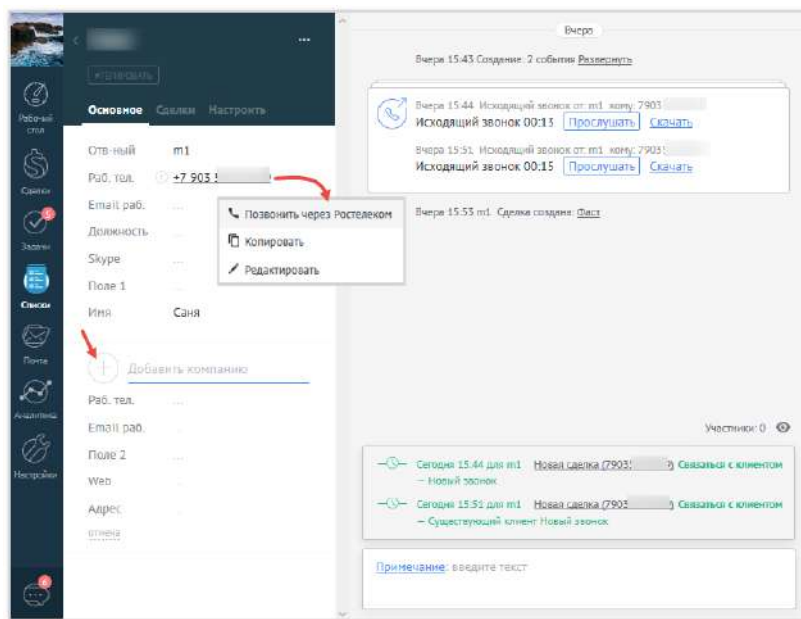 Рабочий
стол
Сделки
5
Задачи
Списки
Почта
Аналитика
Настройки
6
#ТЕГИРОВАТЬ
Основное Сделки Настроить
Отв-ный m1
Раб. тел. +7 903
Email раб. ...
Должность ...
Skype ...
Поле 1 ...
Имя Саня
Позвонить через Ростелеком
Копировать
Редактировать
Добавить компанию
Раб. тел. ...
Email раб. ...
Поле 2 ...
Web ...
Адрес ...
отмена
Вчера
Вчера 15:43 Создание: 2 события Развернуть
Вчера 15:44 Исходящий звонок от: m1 кому: 7903
Исходящий звонок 00:13 Прослушать Скачать
Вчера 15:51 Исходящий звонок от: m1 кому: 7903
Исходящий звонок 00:15 Прослушать Скачать
Вчера 15:53 m1 Сделка создана: Фаст
Участники: 0
Сегодня 15:44 для m1 Новая сделка (7903 ) Связаться с клиентом
— Новый звонок
Сегодня 15:51 для m1 Новая сделка (7903 ) Связаться с клиентом
— Существующий клиент Новый звонок
Примечание: введите текст